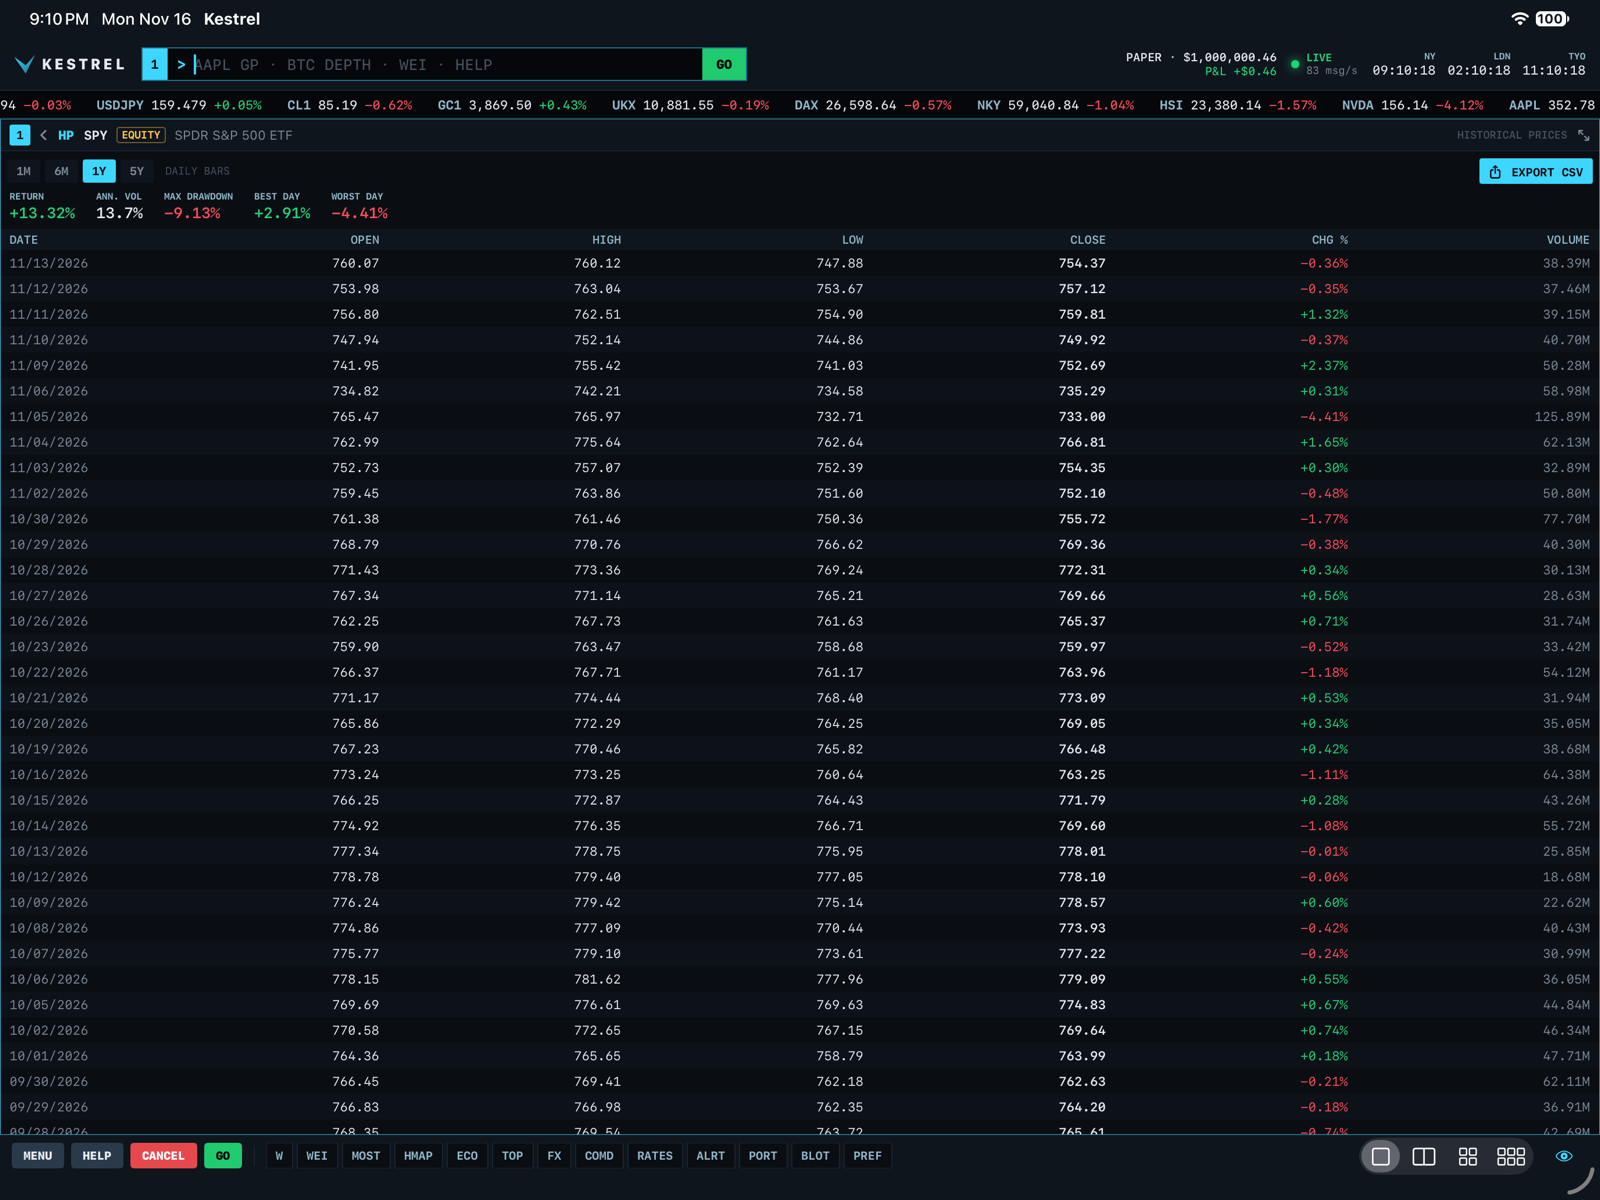 9:10 PM Mon Nov 16 Kestrel 100
KESTREL 1 > AAPL GP · BTC DEPTH · WEI · HELP GO
PAPER · $1,000,000.46 P&L +$0.46 LIVE 83 msg/s NY 09:10:18 LDN 02:10:18 TYO 11:10:18
94 −0.03% USDJPY 159.479 +0.05% CL1 85.19 −0.62% GC1 3,869.50 +0.43% UKX 10,881.55 −0.19% DAX 26,598.64 −0.57% NKY 59,040.84 −1.04% HSI 23,380.14 −1.57% NVDA 156.14 −4.12% AAPL 352.78
1 HP SPY EQUITY SPDR S&P 500 ETF HISTORICAL PRICES
1M 6M 1Y 5Y DAILY BARS EXPORT CSV
RETURN ANN. VOL MAX DRAWDOWN BEST DAY WORST DAY
+13.32% 13.7% −9.13% +2.91% −4.41%
DATE OPEN HIGH LOW CLOSE CHG % VOLUME
11/13/2026 760.07 760.12 747.88 754.37 −0.36% 38.39M
11/12/2026 753.98 763.04 753.67 757.12 −0.35% 37.46M
11/11/2026 756.80 762.51 754.90 759.81 +1.32% 39.15M
11/10/2026 747.94 752.14 744.86 749.92 −0.37% 40.70M
11/09/2026 741.95 755.42 741.03 752.69 +2.37% 50.28M
11/06/2026 734.82 742.21 734.58 735.29 +0.31% 58.98M
11/05/2026 765.47 765.97 732.71 733.00 −4.41% 125.89M
11/04/2026 762.99 775.64 762.64 766.81 +1.65% 62.13M
11/03/2026 752.73 757.07 752.39 754.35 +0.30% 32.89M
11/02/2026 759.45 763.86 751.60 752.10 −0.48% 50.80M
10/30/2026 761.38 761.46 750.36 755.72 −1.77% 77.70M
10/29/2026 768.79 770.76 766.62 769.36 −0.38% 40.30M
10/28/2026 771.43 773.36 769.24 772.31 +0.34% 30.13M
10/27/2026 767.34 771.14 765.21 769.66 +0.56% 28.63M
10/26/2026 762.25 767.73 761.63 765.37 +0.71% 31.74M
10/23/2026 759.90 763.47 758.68 759.97 −0.52% 33.42M
10/22/2026 766.37 767.71 761.17 763.96 −1.18% 54.12M
10/21/2026 771.17 774.44 768.40 773.09 +0.53% 31.94M
10/20/2026 765.86 772.29 764.25 769.05 +0.34% 35.05M
10/19/2026 767.23 770.46 765.82 766.48 +0.42% 38.68M
10/16/2026 773.24 773.25 760.64 763.25 −1.11% 64.38M
10/15/2026 766.25 772.87 764.43 771.79 +0.28% 43.26M
10/14/2026 774.92 776.35 766.71 769.60 −1.08% 55.72M
10/13/2026 777.34 778.75 775.95 778.01 −0.01% 25.85M
10/12/2026 778.78 779.40 777.05 778.10 −0.06% 18.68M
10/09/2026 776.24 779.42 775.14 778.57 +0.60% 22.62M
10/08/2026 774.86 777.09 770.44 773.93 −0.42% 40.43M
10/07/2026 775.77 779.10 773.61 777.22 −0.24% 30.99M
10/06/2026 778.15 781.62 777.96 779.09 +0.55% 36.05M
10/05/2026 769.69 776.61 769.63 774.83 +0.67% 44.84M
10/02/2026 770.58 772.65 767.15 769.64 +0.74% 46.34M
10/01/2026 764.36 765.65 758.79 763.99 +0.18% 47.71M
09/30/2026 766.45 769.41 762.18 762.63 −0.21% 62.11M
09/29/2026 766.83 766.98 762.35 764.20 −0.18% 36.91M
09/28/2026 768.35 769.54 763.72 765.61 −0.74% 42.69M
MENU HELP CANCEL GO W WEI MOST HMAP ECO TOP FX COMD RATES ALRT PORT BLOT PREF